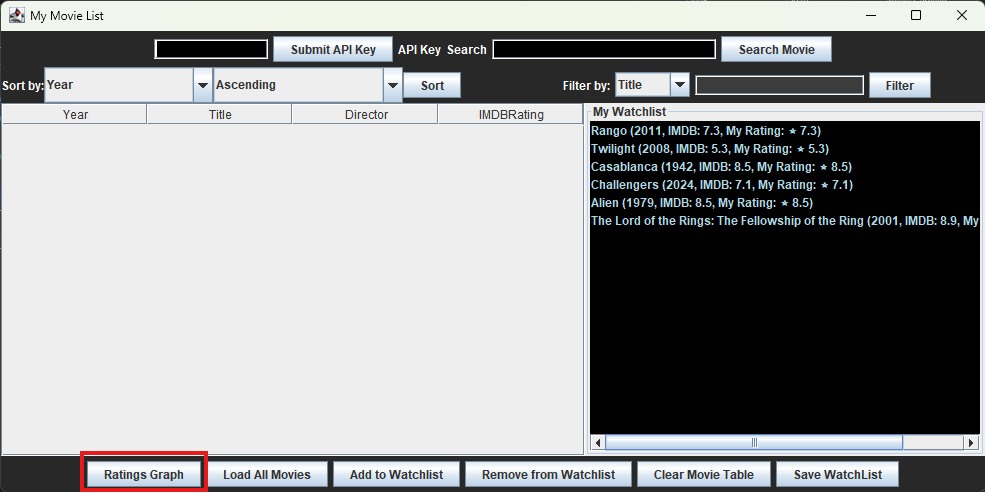 My Movie List
Submit API Key API Key Search Search Movie
Sort by: Year Ascending Sort Filter by: Title Filter
Year Title Director IMDBRating
My Watchlist
Rango (2011, IMDB: 7.3, My Rating: ★ 7.3)
Twilight (2008, IMDB: 5.3, My Rating: ★ 5.3)
Casablanca (1942, IMDB: 8.5, My Rating: ★ 8.5)
Challengers (2024, IMDB: 7.1, My Rating: ★ 7.1)
Alien (1979, IMDB: 8.5, My Rating: ★ 8.5)
The Lord of the Rings: The Fellowship of the Ring (2001, IMDB: 8.9, My
Ratings Graph Load All Movies Add to Watchlist Remove from Watchlist Clear Movie Table Save WatchList